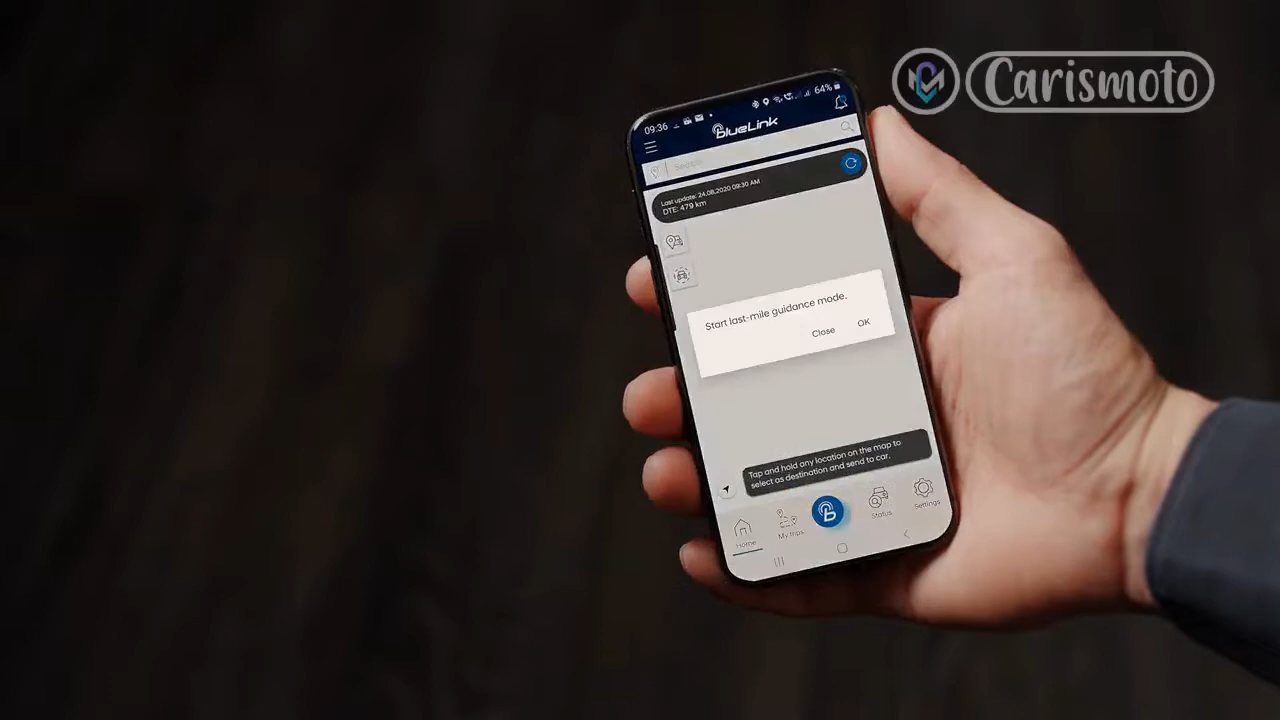 Carismoto
09:36
64%
blueLink
Search
Last update: 24.08.2020 09:30 AM
DTE: 479 km
Start last-mile guidance mode.
Close OK
Tap and hold any location on the map to
select as destination and send to car.
Home My trips Status Settings